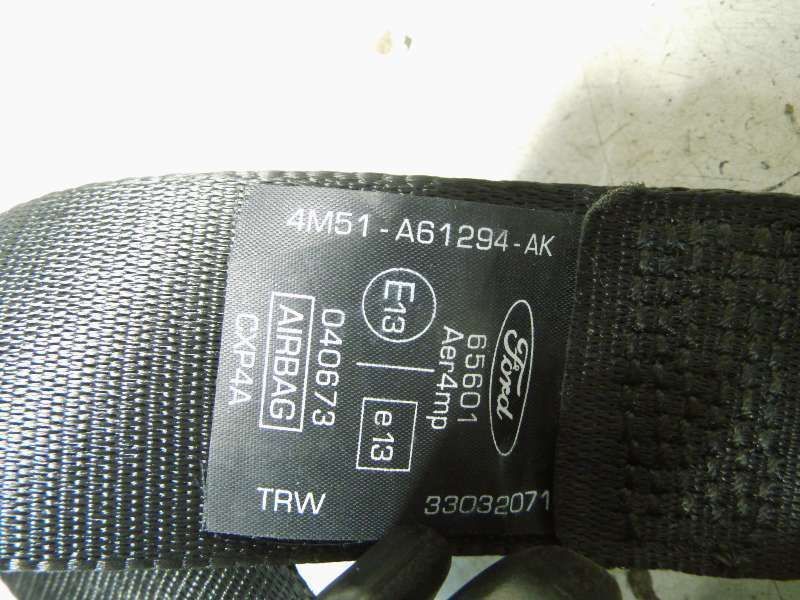 4M51-A61294-AK
Ford
65601
Aer4mp
E13
e13
040673
AIRBAG
CXP4A
TRW
33032071